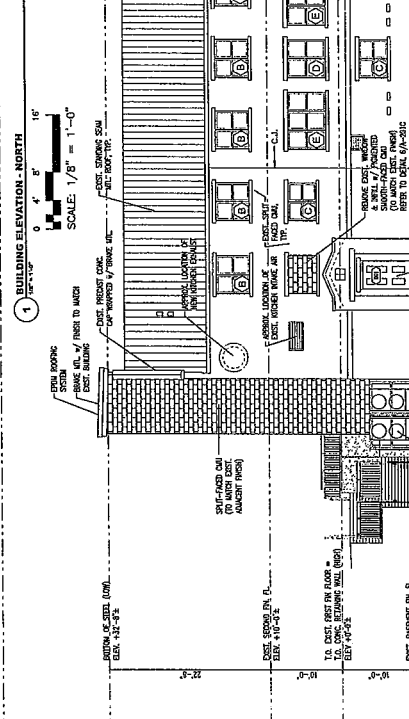 1
BUILDING ELEVATION - NORTH
1/8" = 1'-0"
0 4' 8' 16'
SCALE: 1/8" = 1'-0"
EPDM ROOFING
SYSTEM
BRAKE MTL. w/ FINISH TO MATCH
EXIST. BUILDING
EXIST. PRECAST CONC.
CAP WRAPPED w/ BRAKE MTL.
EXIST. STANDING SEAM
MTL. ROOF, TYP.
APPROX. LOCATION OF
NEW KITCHEN EXHAUST
SPLIT-FACED CMU
(TO MATCH EXIST.
ADJACENT FINISH)
APPROX. LOCATION OF
EXIST. KITCHEN INTAKE AIR
EXIST. SPLIT-
FACED CMU,
TYP.
C.J.
REMOVE EXIST. WINDOW
& INFILL w/ PIGMENTED
SMOOTH-FACED CMU
(TO MATCH EXIST. FINISH)
REFER TO DETAIL 6/A-201C
B
B
B
B
B
E
D
E
C
C
BOTTOM OF STEEL (LOW)
ELEV. +32'-8"±
EXIST. SECOND FIN. FL.
ELEV. +10'-0"±
T.O. EXIST. FIRST FIN FLOOR =
T.O. CONC. RETAINING WALL (HIGH)
ELEV +0'-0"±
22'-8"
10'-0"
10'-0"